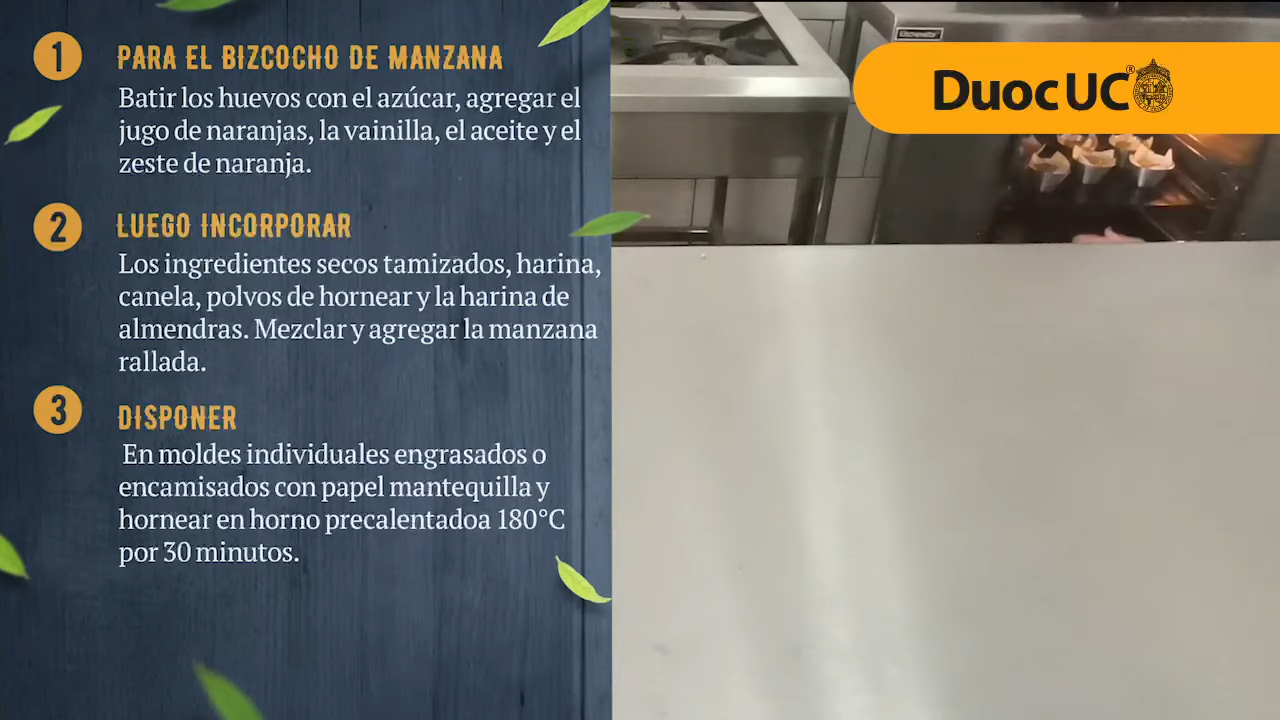 1
PARA EL BIZCOCHO DE MANZANA
Batir los huevos con el azúcar, agregar el
jugo de naranjas, la vainilla, el aceite y el
zeste de naranja.
2
LUEGO INCORPORAR
Los ingredientes secos tamizados, harina,
canela, polvos de hornear y la harina de
almendras. Mezclar y agregar la manzana
rallada.
3
DISPONER
En moldes individuales engrasados o
encamisados con papel mantequilla y
hornear en horno precalentadoa 180°C
por 30 minutos.
DuocUC®